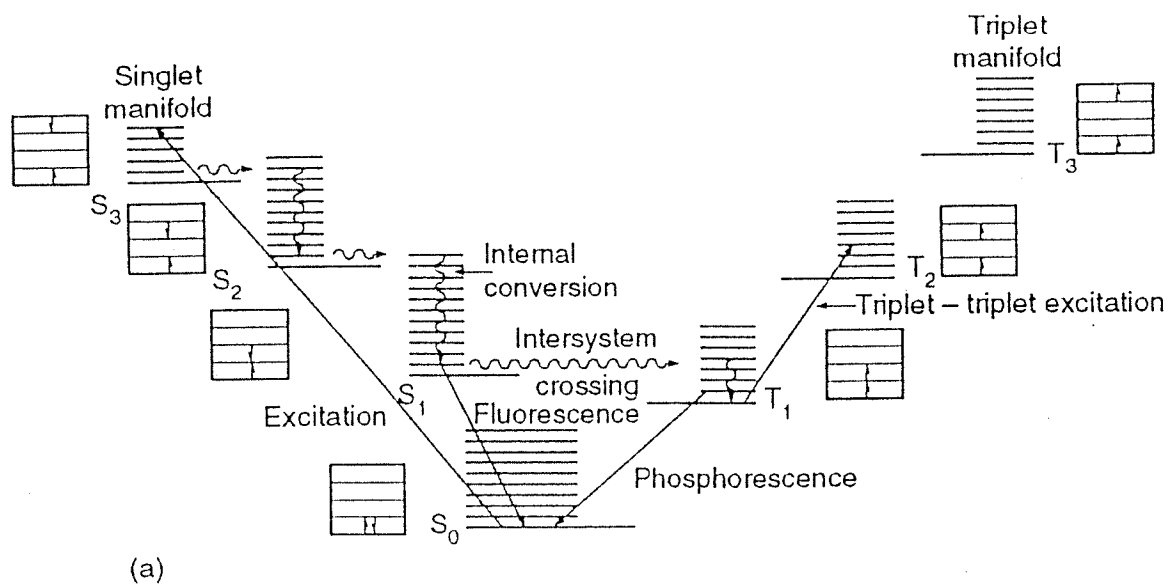 Singlet
manifold
Triplet
manifold
S3
T3
S2
Internal
conversion
T2
Triplet – triplet excitation
Intersystem
crossing
S1
T1
Excitation
Fluorescence
Phosphorescence
S0
(a)